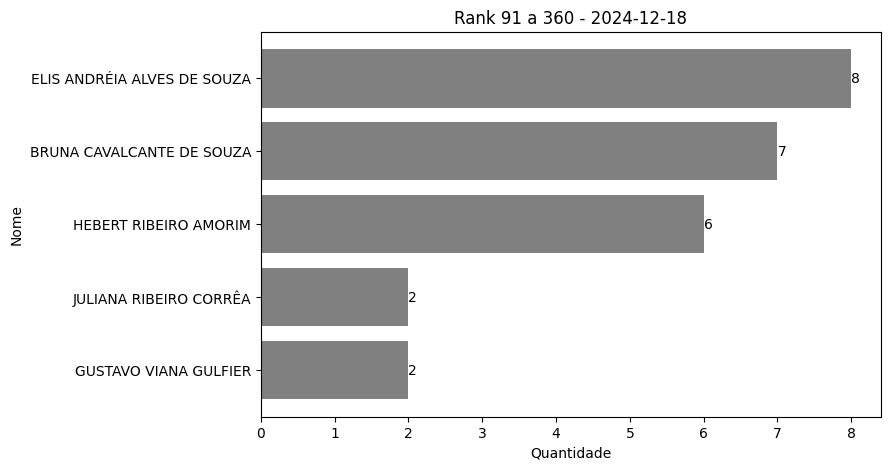 Rank 91 a 360 - 2024-12-18
Nome
ELIS ANDRÉIA ALVES DE SOUZA
8
BRUNA CAVALCANTE DE SOUZA
7
HEBERT RIBEIRO AMORIM
6
JULIANA RIBEIRO CORRÊA
2
GUSTAVO VIANA GULFIER
2
0 1 2 3 4 5 6 7 8
Quantidade